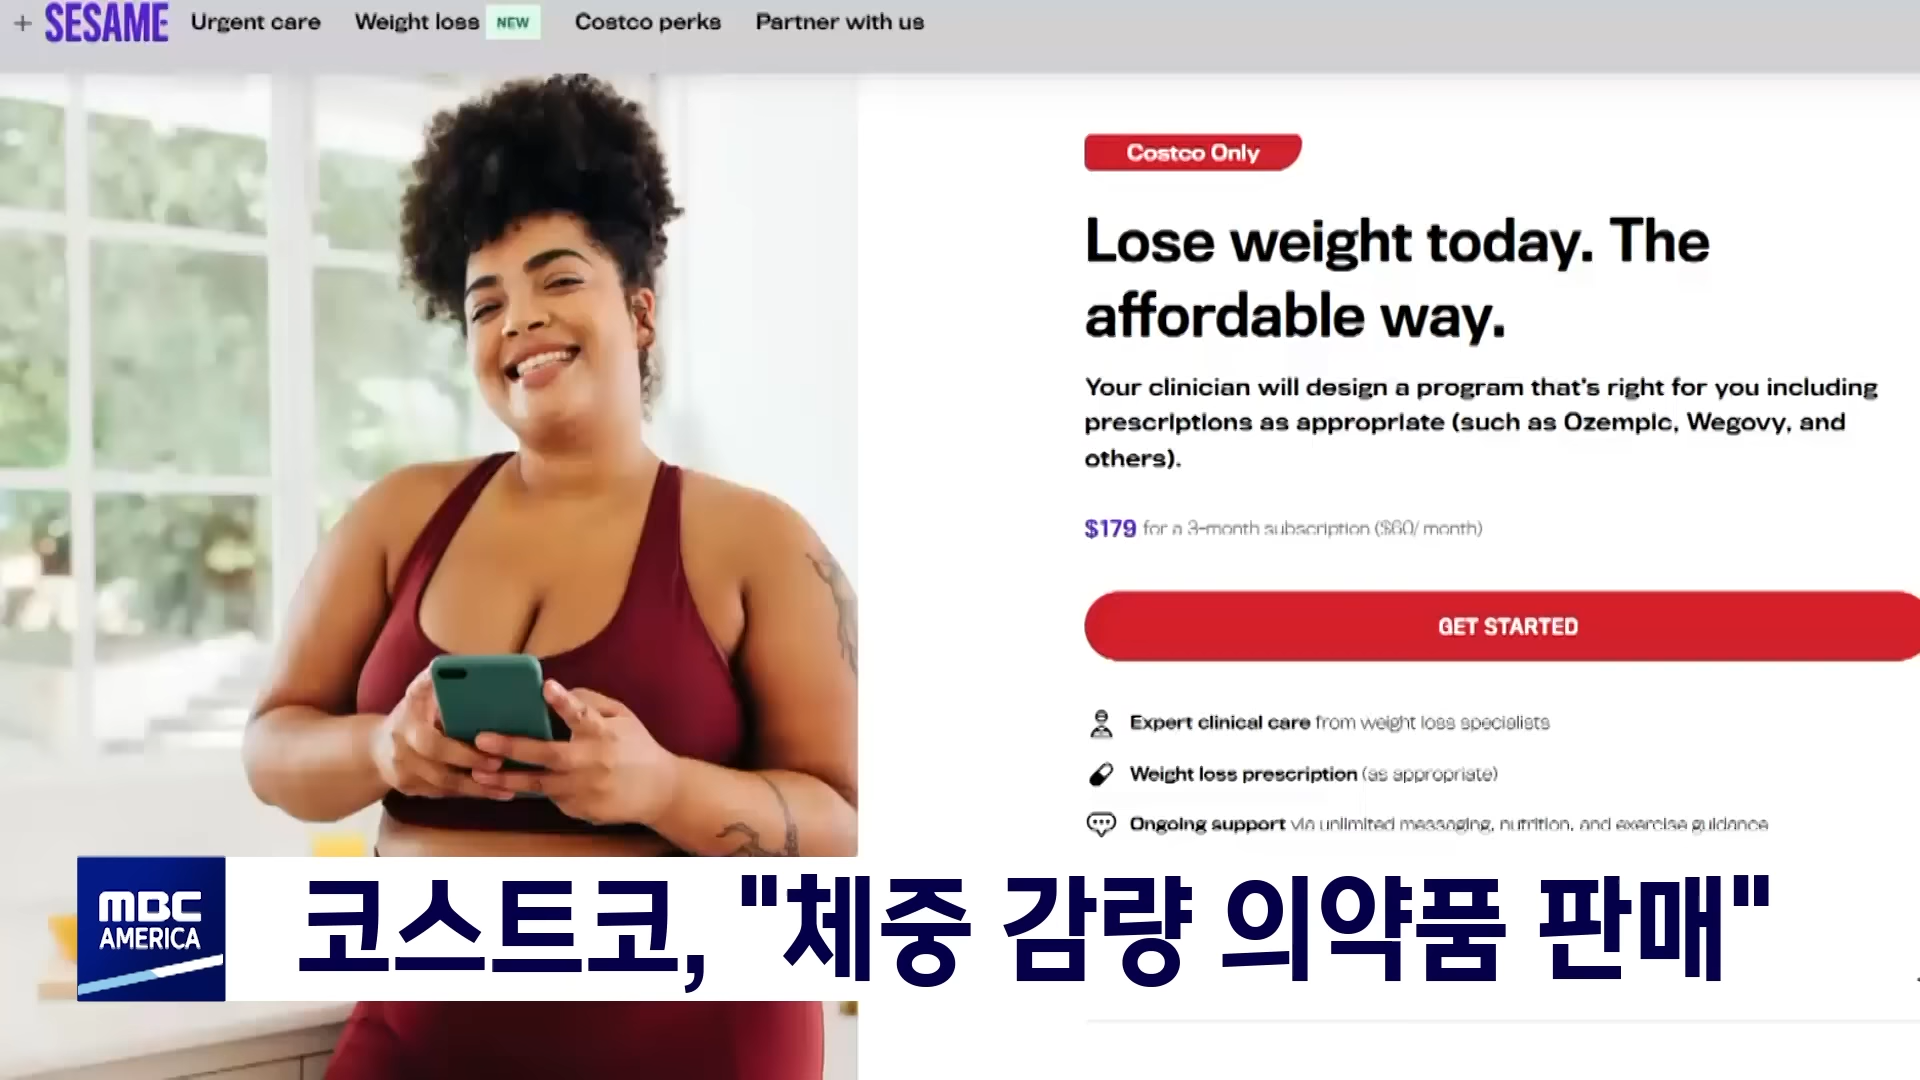 + SESAME Urgent care Weight loss NEW Costco perks Partner with us
Costco Only
Lose weight today. The
affordable way.
Your clinician will design a program that's right for you including
prescriptions as appropriate (such as Ozempic, Wegovy, and
others).
$179 for a 3-month subscription ($60/ month)
GET STARTED
Expert clinical care from weight loss specialists
Weight loss prescription (as appropriate)
Ongoing support via unlimited messaging, nutrition, and exercise guidance
MBC
AMERICA
코스트코, "체중 감량 의약품 판매"